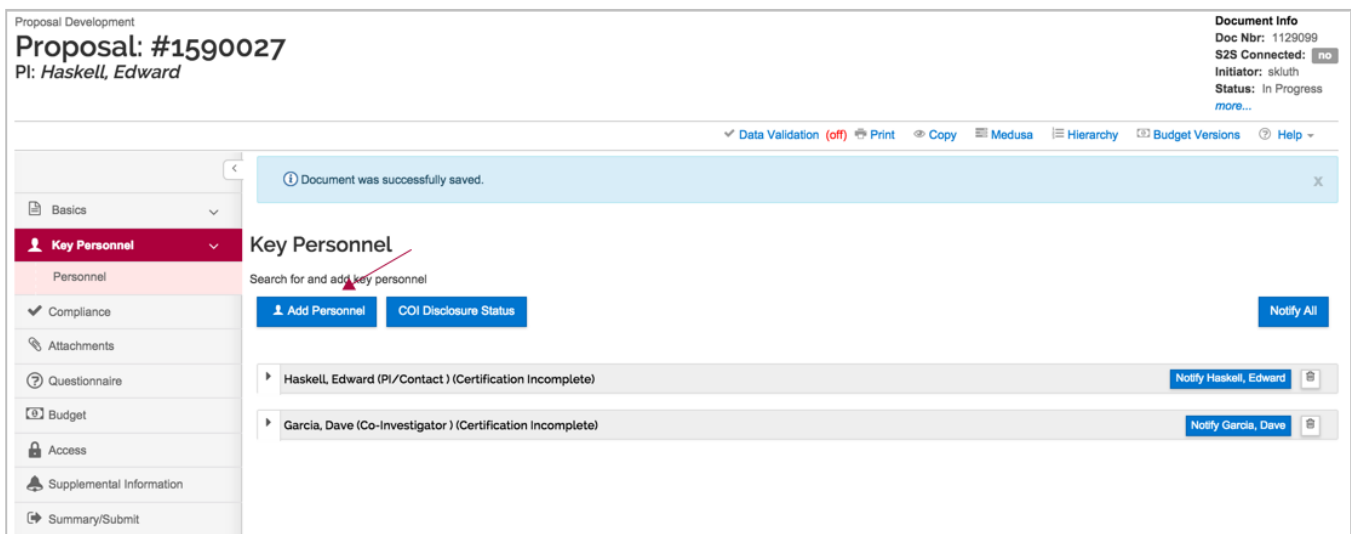 Proposal Development
Proposal: #1590027
PI: Haskell, Edward
Document Info
Doc Nbr: 1129099
S2S Connected: no
Initiator: skluth
Status: In Progress
more...
Data Validation (off) Print Copy Medusa Hierarchy Budget Versions Help
Document was successfully saved. X
Basics
Key Personnel
Personnel
Compliance
Attachments
Questionnaire
Budget
Access
Supplemental Information
Summary/Submit
Key Personnel
Search for and add key personnel
Add Personnel COI Disclosure Status Notify All
Haskell, Edward (PI/Contact ) (Certification Incomplete) Notify Haskell, Edward
Garcia, Dave (Co-Investigator ) (Certification Incomplete) Notify Garcia, Dave